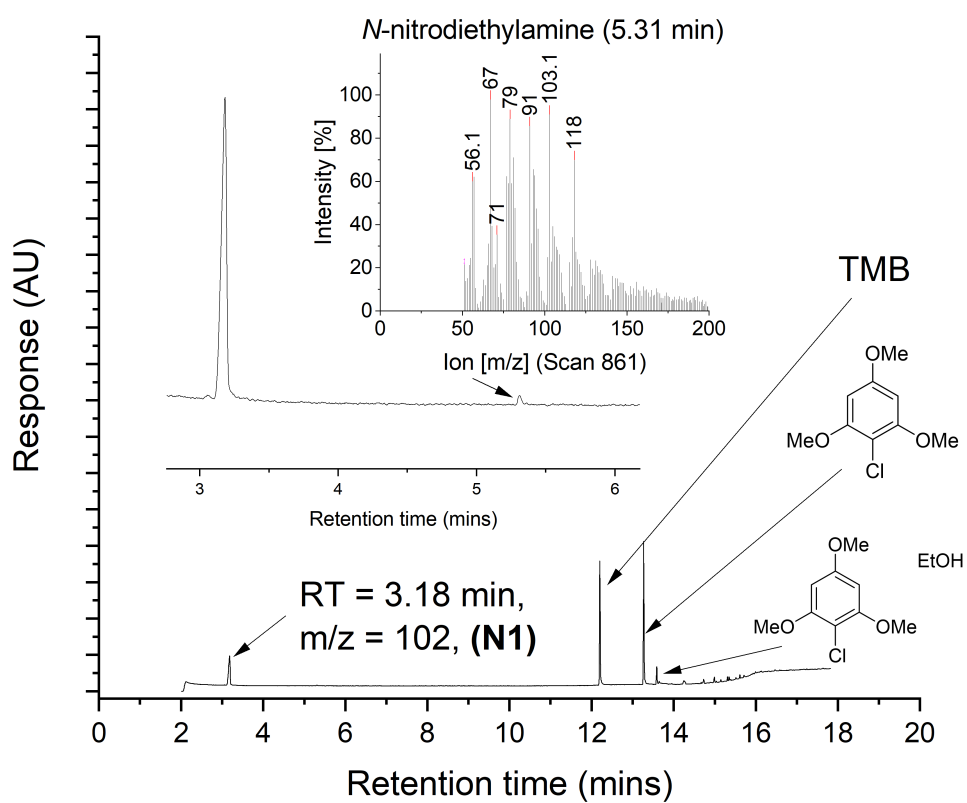 N-nitrodiethylamine (5.31 min)
Intensity [%]
100
80
60
40
20
0
56.1
67
71
79
91
103.1
118
0
50
100
150
200
Ion [m/z] (Scan 861)
Response (AU)
TMB
OMe
MeO
OMe
Cl
3
4
5
6
Retention time (mins)
RT = 3.18 min,
m/z = 102, (N1)
OMe
EtOH
MeO
OMe
Cl
0
2
4
6
8
10
12
14
16
18
20
Retention time (mins)